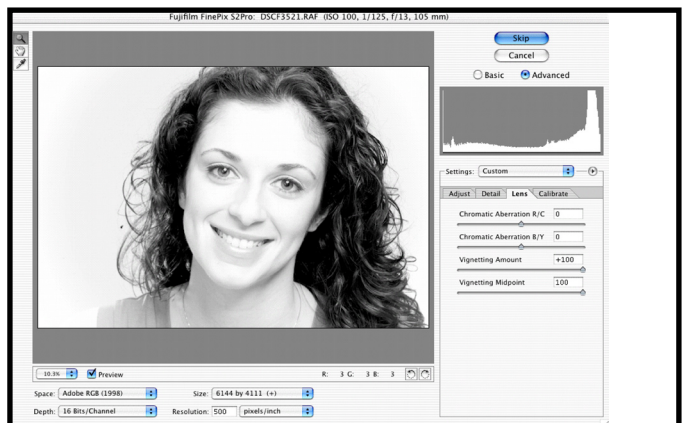 Fujifilm FinePix S2Pro: DSCF3521.RAF (ISO 100, 1/125, f/13, 105 mm)
Skip
Cancel
Basic Advanced
Settings: Custom
Adjust Detail Lens Calibrate
Chromatic Aberration R/C 0
Chromatic Aberration B/Y 0
Vignetting Amount +100
Vignetting Midpoint 100
10.3% Preview R: 3 G: 3 B: 3
Space: Adobe RGB (1998) Size: 6144 by 4111 (+)
Depth: 16 Bits/Channel Resolution: 500 pixels/inch